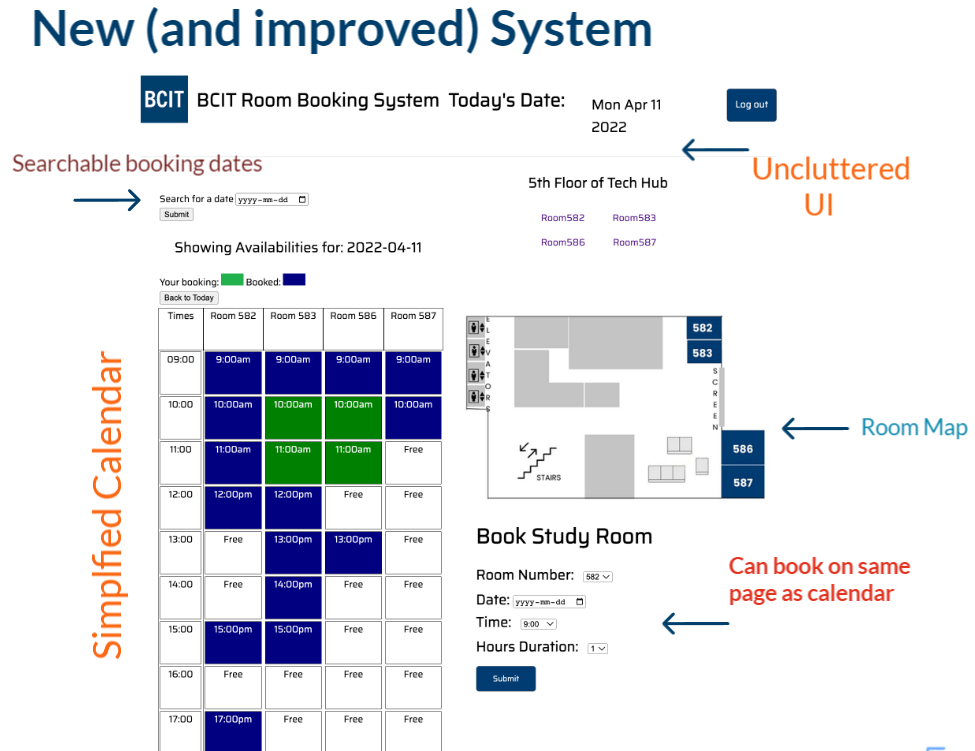 New (and improved) System
BCIT
BCIT Room Booking System Today's Date:
Mon Apr 11
2022
Log out
Searchable booking dates
Uncluttered
UI
Search for a date yyyy-mm-dd
Submit
5th Floor of Tech Hub
Room582 Room583
Room586 Room587
Showing Availabilities for: 2022-04-11
Your booking: Booked:
Back to Today
Simplfied Calendar
Times Room 582 Room 583 Room 586 Room 587
09:00 9:00am 9:00am 9:00am 9:00am
10:00 10:00am 10:00am 10:00am 10:00am
11:00 11:00am 11:00am 11:00am Free
12:00 12:00pm 12:00pm Free Free
13:00 Free 13:00pm 13:00pm Free
14:00 Free 14:00pm Free Free
15:00 15:00pm 15:00pm Free Free
16:00 Free Free Free Free
17:00 17:00pm Free Free Free
ELEVATORS
582
583
SCREEN
586
587
STAIRS
Room Map
Book Study Room
Room Number: 582
Date: yyyy-mm-dd
Time: 9:00
Hours Duration: 1
Submit
Can book on same
page as calendar